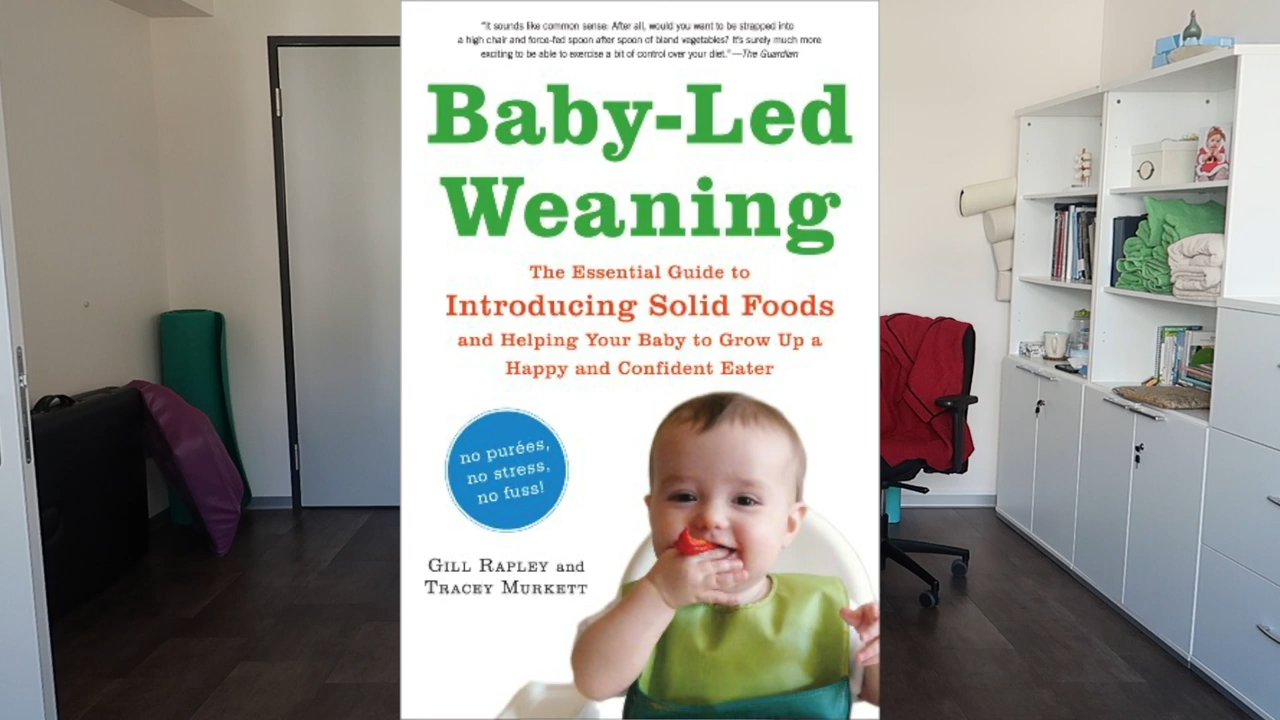 "It sounds like common sense: After all, would you want to be strapped into
a high chair and force-fed spoon after spoon of bland vegetables? It's surely much more
exciting to be able to exercise a bit of control over your diet." —The Guardian
Baby-Led
Weaning
The Essential Guide to
Introducing Solid Foods
and Helping Your Baby to Grow Up a
Happy and Confident Eater
no purées,
no stress,
no fuss!
GILL RAPLEY and
TRACEY MURKETT